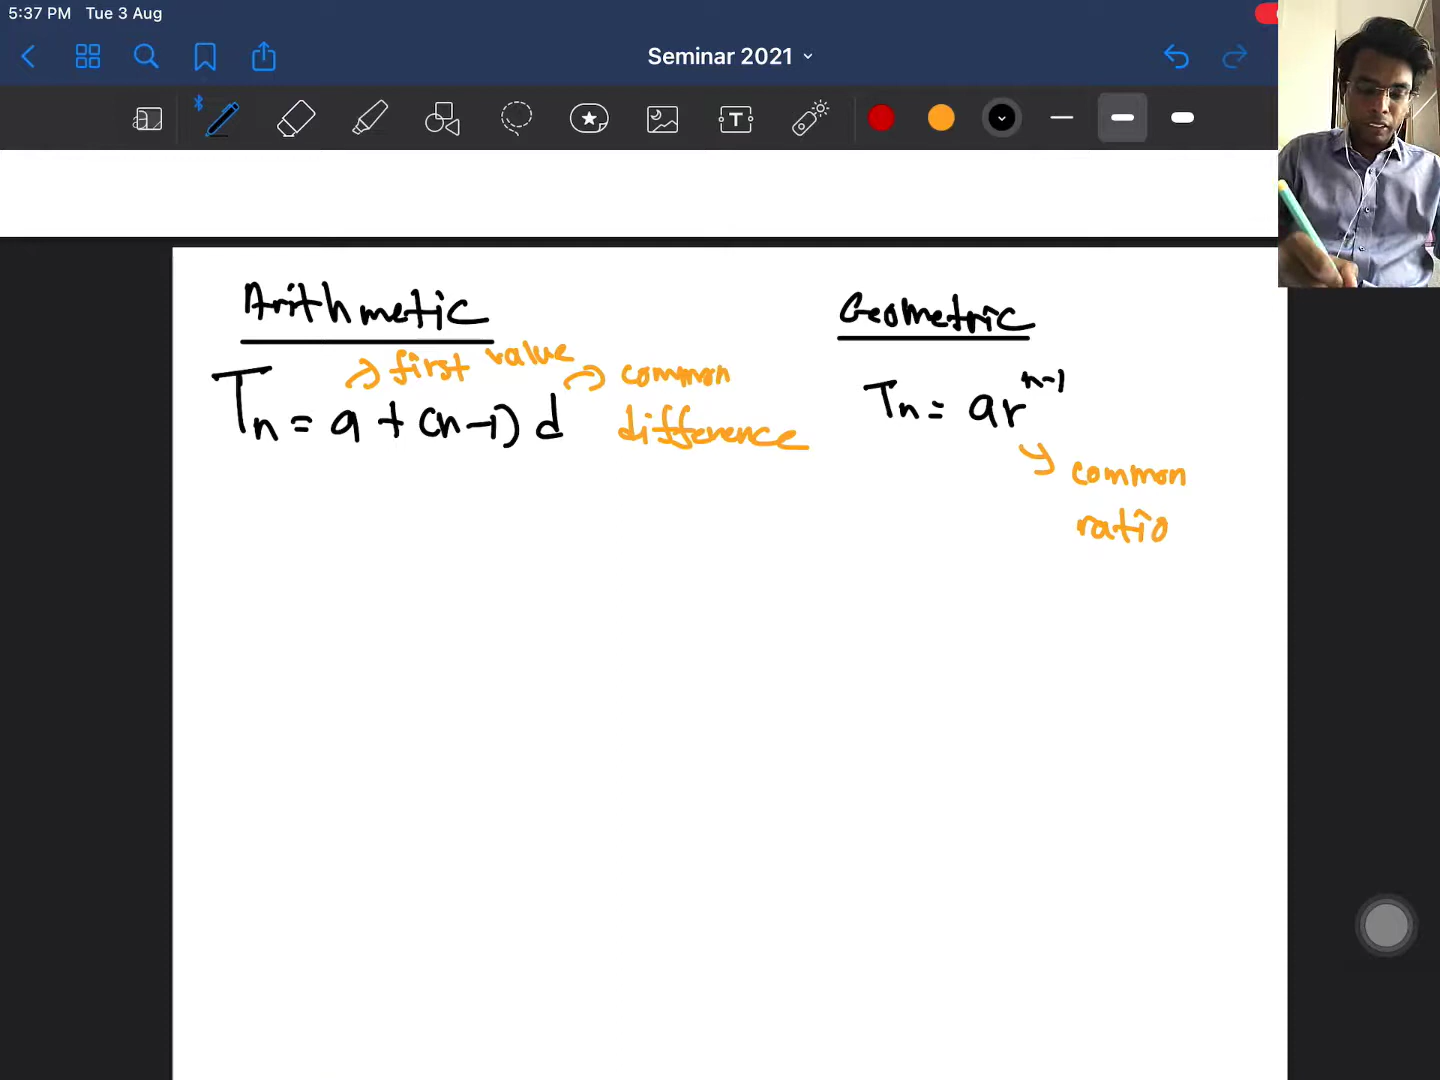 5:37 PM Tue 3 Aug
Seminar 2021
T
Arithmetic
first value
common
difference
Tn = a + (n-1) d
Geometric
Tn = ar^n-1
common
ratio